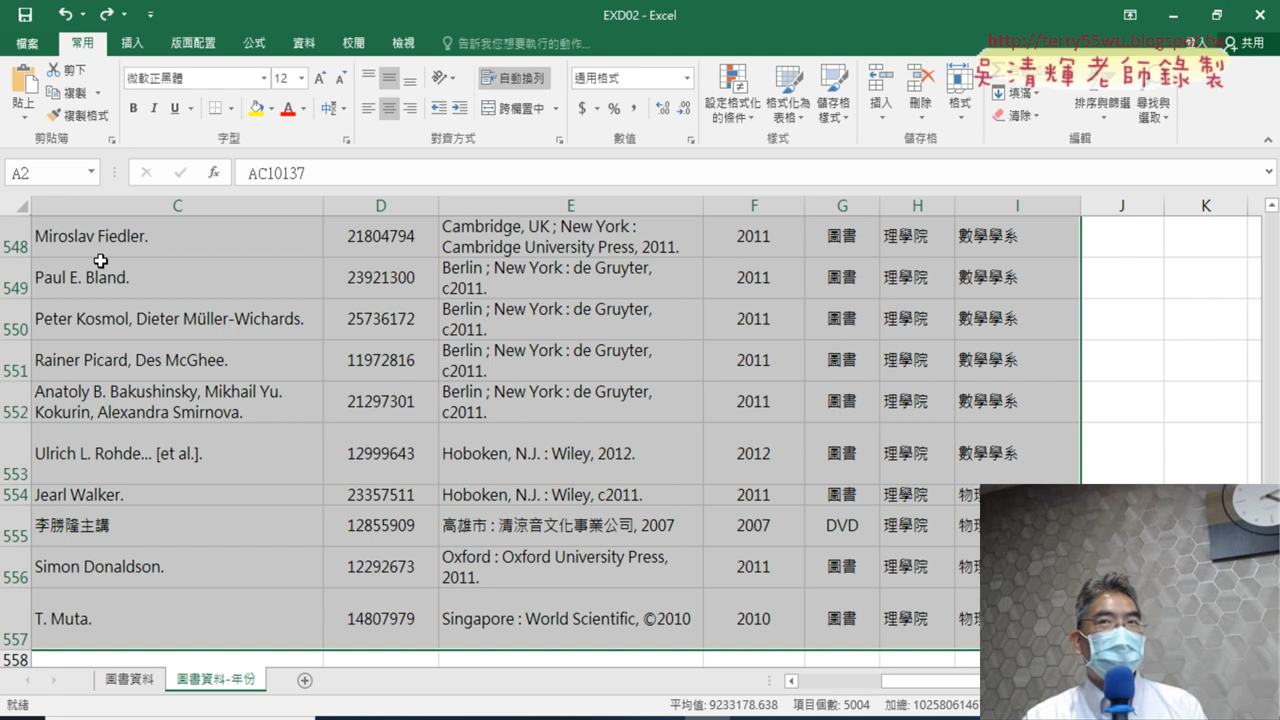 EXD02 - Excel
http://terry55wu.blogspot.tw
吳清輝老師錄製
檔案 常用 插入 版面配置 公式 資料 校閱 檢視 告訴我您想要執行的動作... 登入 共用
貼上 剪下 複製 複製格式 剪貼簿
微軟正黑體 12 B I U A 中 字型
自動換列 跨欄置中 對齊方式
通用格式 $ % , 數值
設定格式化的條件 格式化為表格 儲存格樣式 樣式
插入 刪除 格式 儲存格
填滿 清除 排序與篩選 尋找與選取 編輯
A2 fx AC10137
C D E F G H I J K
548 Miroslav Fiedler. 21804794 Cambridge, UK ; New York : Cambridge University Press, 2011. 2011 圖書 理學院 數學學系
549 Paul E. Bland. 23921300 Berlin ; New York : de Gruyter, c2011. 2011 圖書 理學院 數學學系
550 Peter Kosmol, Dieter Müller-Wichards. 25736172 Berlin ; New York : de Gruyter, c2011. 2011 圖書 理學院 數學學系
551 Rainer Picard, Des McGhee. 11972816 Berlin ; New York : de Gruyter, c2011. 2011 圖書 理學院 數學學系
552 Anatoly B. Bakushinsky, Mikhail Yu. Kokurin, Alexandra Smirnova. 21297301 Berlin ; New York : de Gruyter, c2011. 2011 圖書 理學院 數學學系
553 Ulrich L. Rohde... [et al.]. 12999643 Hoboken, N.J. : Wiley, 2012. 2012 圖書 理學院 數學學系
554 Jearl Walker. 23357511 Hoboken, N.J. : Wiley, c2011. 2011 圖書 理學院 物
555 李勝隆主講 12855909 高雄市 : 清涼音文化事業公司, 2007 2007 DVD 理學院 物
556 Simon Donaldson. 12292673 Oxford : Oxford University Press, 2011. 2011 圖書 理學院 物
557 T. Muta. 14807979 Singapore : World Scientific, ©2010 2010 圖書 理學院 物
558
圖書資料 圖書資料-年份
就緒 平均值: 9233178.638 項目個數: 5004 加總: 1025806146